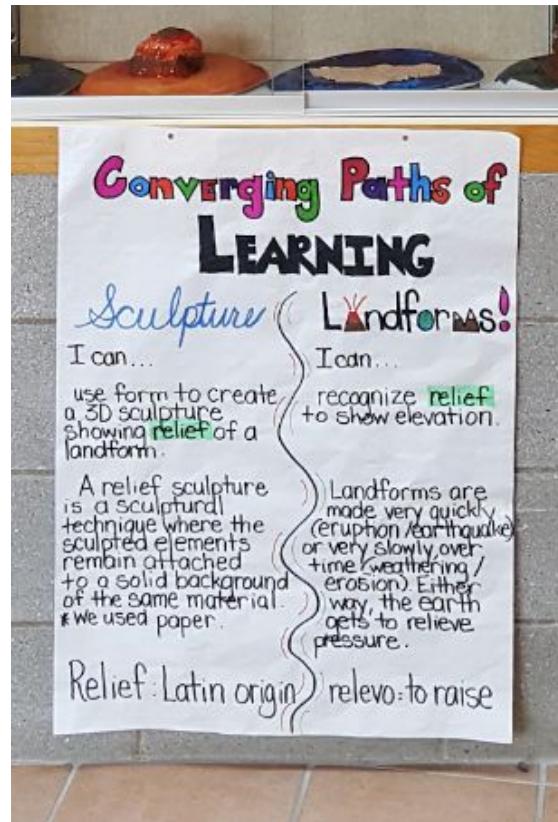 Converging Paths of
LEARNING
Sculpture
I can...
use form to create
a 3D sculpture
showing relief of a
landform.
A relief sculpture
is a sculptural
technique where the
sculpted elements
remain attached
to a solid background
of the same material.
*We used paper.
Landforms!
I can...
recognize relief
to show elevation.
Landforms are
made very quickly
(eruption/earthquake)
or very slowly over
time (weathering/
erosion). Either
way, the earth
gets to relieve
pressure.
Relief: Latin origin
relevo: to raise